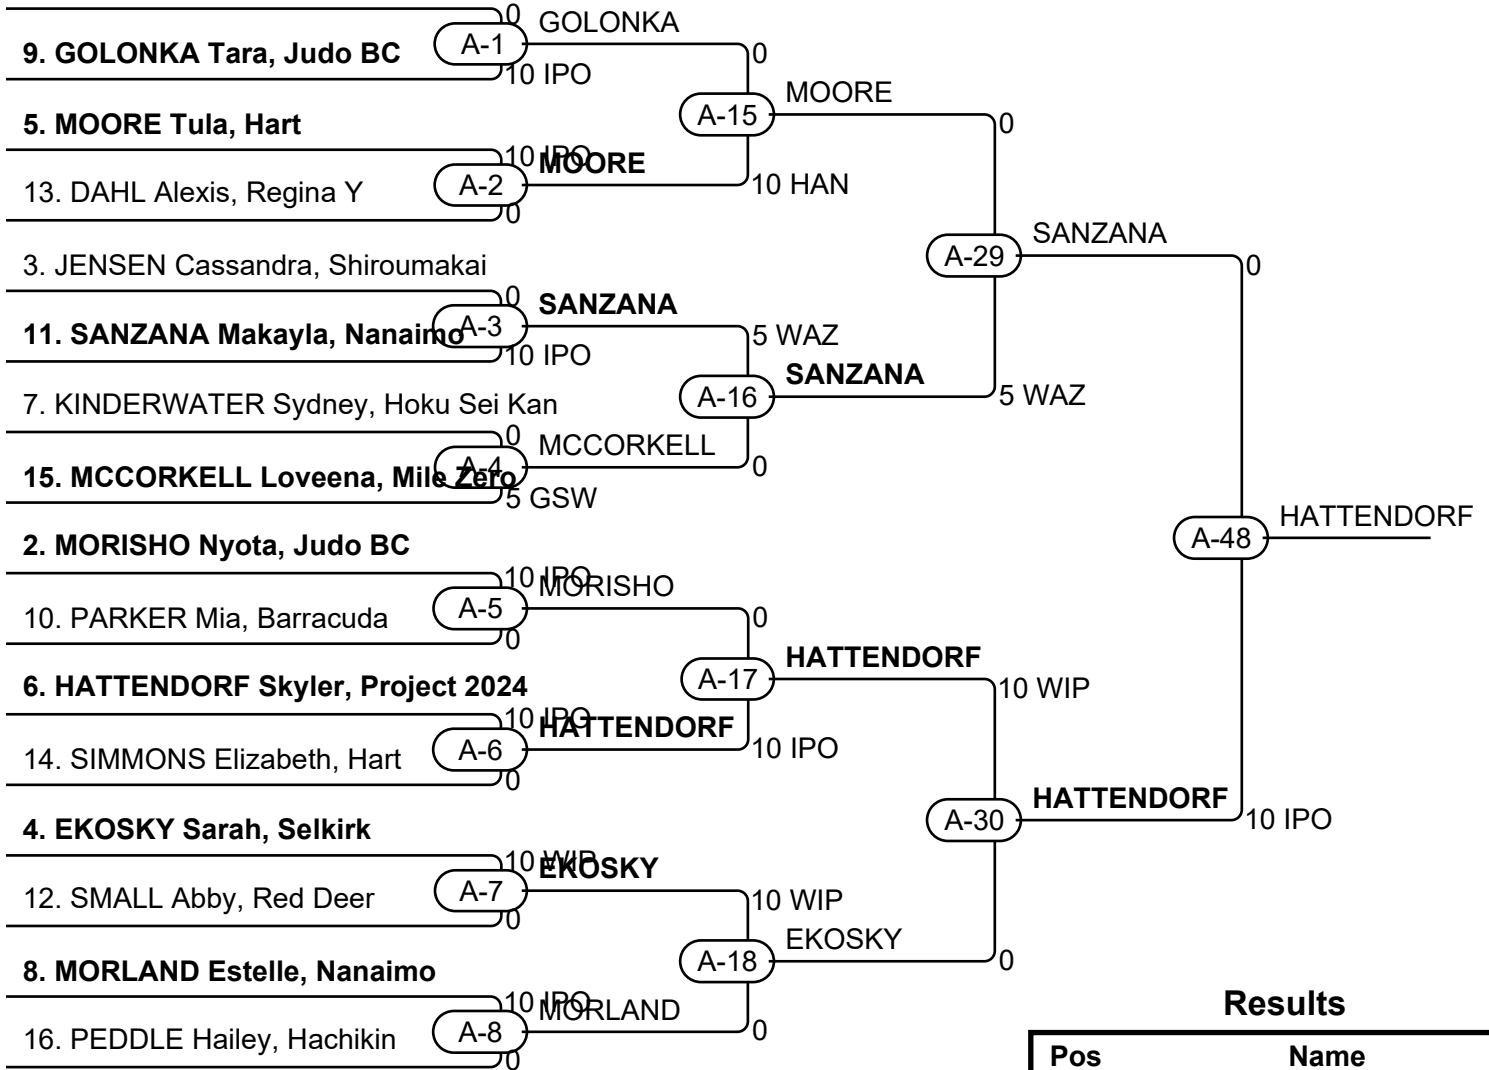 0
9. GOLONKA Tara, Judo BC
A-1
10 IPO
GOLONKA
0
5. MOORE Tula, Hart
A-15
MOORE
0
10 IPO
MOORE
13. DAHL Alexis, Regina Y
A-2
10 HAN
0
3. JENSEN Cassandra, Shiroumakai
A-29
SANZANA
0
0
SANZANA
11. SANZANA Makayla, Nanaimo
A-3
5 WAZ
10 IPO
SANZANA
7. KINDERWATER Sydney, Hoku Sei Kan
A-16
5 WAZ
0
MCCORKELL
15. MCCORKELL Loveena, Mile Zero
A-4
0
5 GSW
HATTENDORF
2. MORISHO Nyota, Judo BC
A-48
10 IPO
MORISHO
10. PARKER Mia, Barracuda
A-5
0
0
HATTENDORF
6. HATTENDORF Skyler, Project 2024
A-17
10 WIP
10 IPO
HATTENDORF
14. SIMMONS Elizabeth, Hart
A-6
10 IPO
0
HATTENDORF
4. EKOSKY Sarah, Selkirk
A-30
10 IPO
10 WIP
EKOSKY
12. SMALL Abby, Red Deer
A-7
10 WIP
0
EKOSKY
8. MORLAND Estelle, Nanaimo
A-18
0
10 IPO
MORLAND
16. PEDDLE Hailey, Hachikin
A-8
0
0
Results
Pos Name